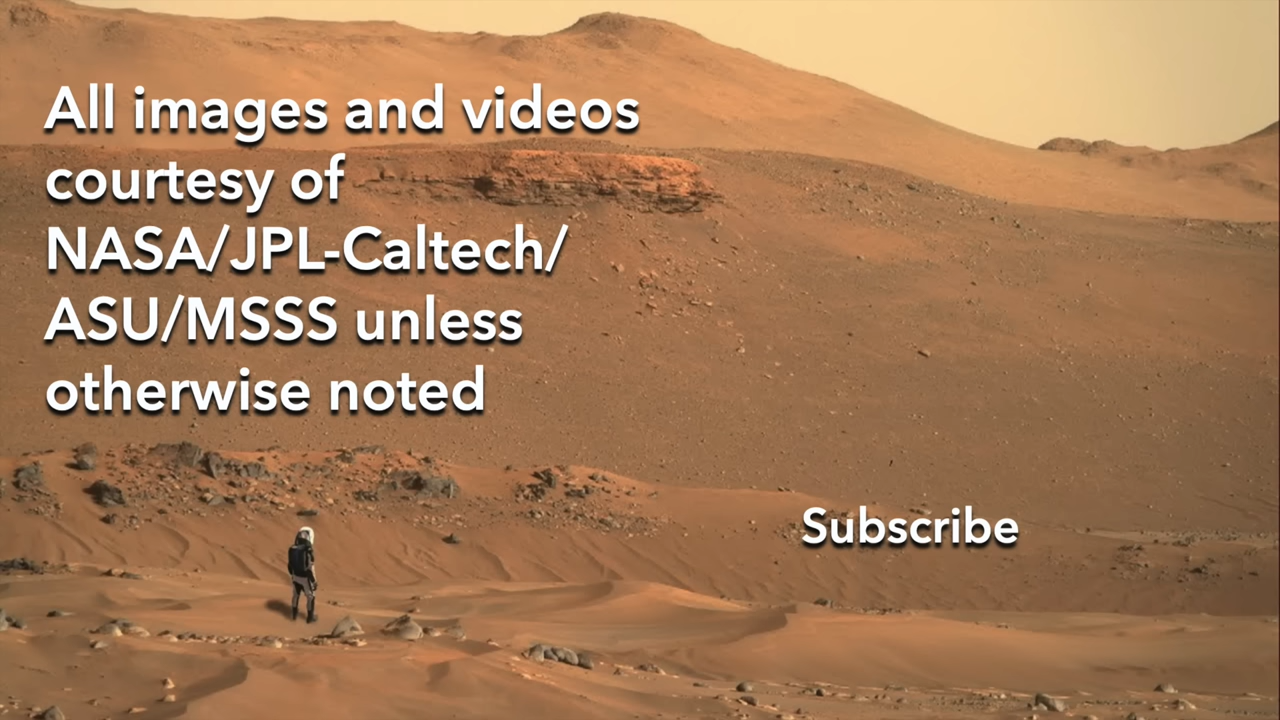 All images and videos
courtesy of
NASA/JPL-Caltech/
ASU/MSSS unless
otherwise noted
Subscribe